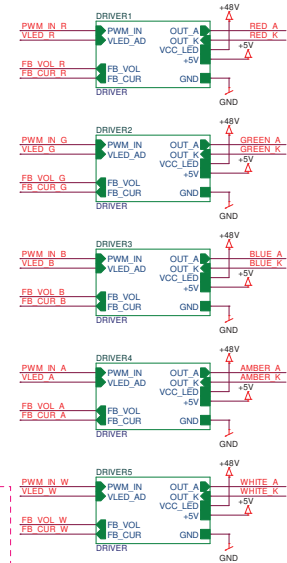 DRIVER1 +48V
PWM_IN_R PWM_IN OUT_A RED_A
VLED_R VLED_AD OUT_K RED_K
VCC_LED +5V
+5V
FB_VOL_R FB_VOL
FB_CUR_R FB_CUR GND
DRIVER
GND
DRIVER2 +48V
PWM_IN_G PWM_IN OUT_A GREEN_A
VLED_G VLED_AD OUT_K GREEN_K
VCC_LED +5V
+5V
FB_VOL_G FB_VOL
FB_CUR_G FB_CUR GND
DRIVER
GND
DRIVER3 +48V
PWM_IN_B PWM_IN OUT_A BLUE_A
VLED_B VLED_AD OUT_K BLUE_K
VCC_LED +5V
+5V
FB_VOL_B FB_VOL
FB_CUR_B FB_CUR GND
DRIVER
GND
DRIVER4 +48V
PWM_IN_A PWM_IN OUT_A AMBER_A
VLED_A VLED_AD OUT_K AMBER_K
VCC_LED +5V
+5V
FB_VOL_A FB_VOL
FB_CUR_A FB_CUR GND
DRIVER
GND
DRIVER5 +48V
PWM_IN_W PWM_IN OUT_A WHITE_A
VLED_W VLED_AD OUT_K WHITE_K
VCC_LED +5V
+5V
FB_VOL_W FB_VOL
FB_CUR_W FB_CUR GND
DRIVER
GND